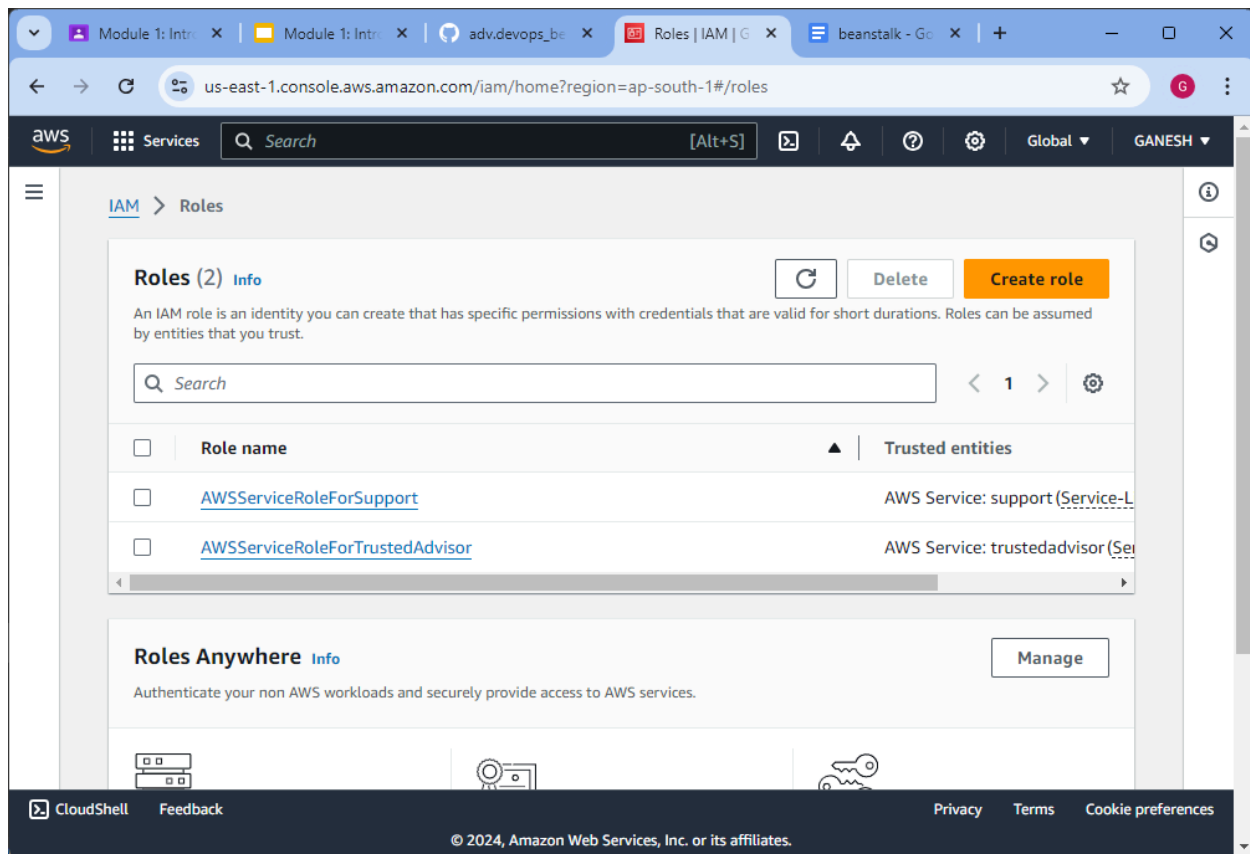 Module 1: Intr
Module 1: Intr
adv.devops_be
Roles | IAM | G
beanstalk - Go
us-east-1.console.aws.amazon.com/iam/home?region=ap-south-1#/roles
G
aws
Services
Search
[Alt+S]
Global
GANESH
IAM > Roles
Roles (2) Info
Delete
Create role
An IAM role is an identity you can create that has specific permissions with credentials that are valid for short durations. Roles can be assumed
by entities that you trust.
Search
1
Role name
Trusted entities
AWSServiceRoleForSupport
AWS Service: support (Service-L
AWSServiceRoleForTrustedAdvisor
AWS Service: trustedadvisor (Ser
Roles Anywhere Info
Manage
Authenticate your non AWS workloads and securely provide access to AWS services.
CloudShell
Feedback
Privacy
Terms
Cookie preferences
© 2024, Amazon Web Services, Inc. or its affiliates.